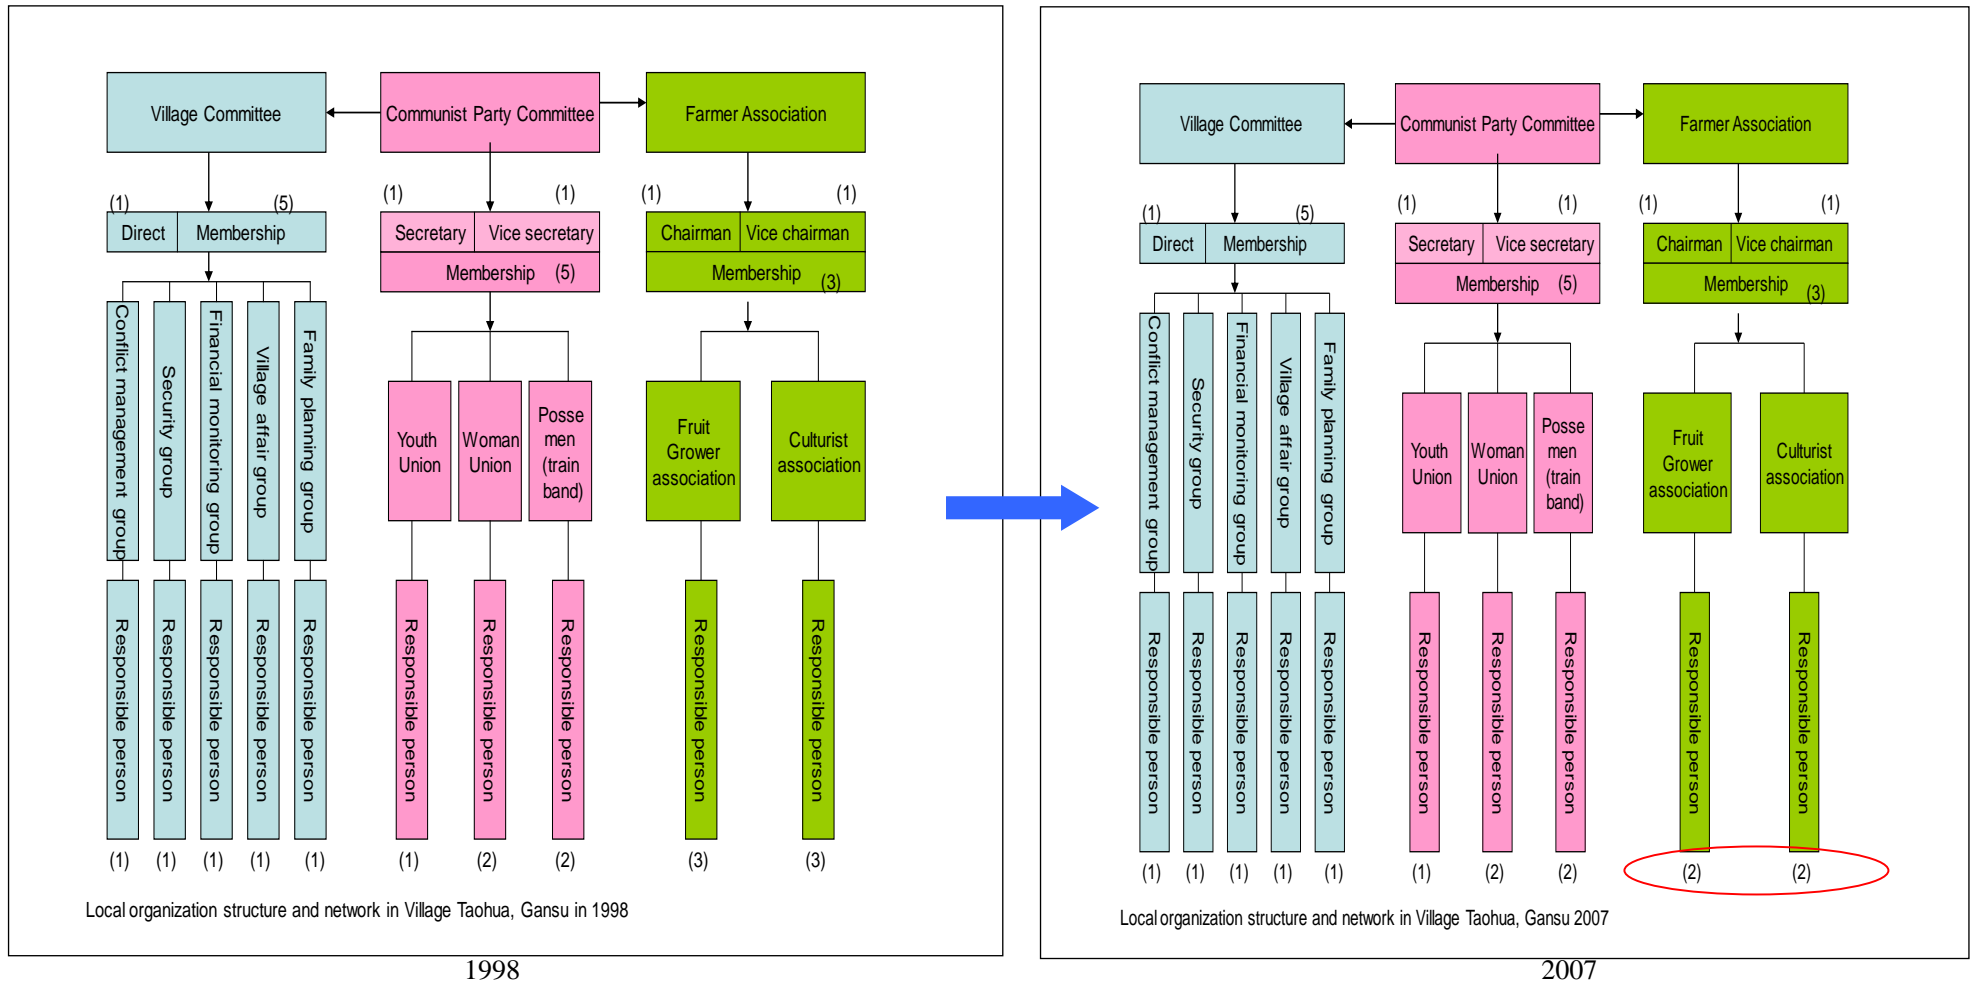 Village Committee
Communist Party Committee
Farmer Association
(1)
(5)
(1)
(1)
(1)
(1)
Direct
Membership
Secretary
Vice secretary
Chairman
Vice chairman
Membership (5)
Membership
(3)
Conflict management group
Security group
Financial monitoring group
Village affair group
Family planning group
Youth
Union
Woman
Union
Posse
men
(train
band)
Fruit
Grower
association
Culturist
association
Responsible person
Responsible person
Responsible person
Responsible person
Responsible person
Responsible person
Responsible person
Responsible person
Responsible person
Responsible person
(1)
(1)
(1)
(1)
(1)
(1)
(2)
(2)
(3)
(3)
Local organization structure and network in Village Taohua, Gansu in 1998
1998
Village Committee
Communist Party Committee
Farmer Association
(1)
(5)
(1)
(1)
(1)
(1)
Direct
Membership
Secretary
Vice secretary
Chairman
Vice chairman
Membership (5)
Membership
(3)
Conflict management group
Security group
Financial monitoring group
Village affair group
Family planning group
Youth
Union
Woman
Union
Posse
men
(train
band)
Fruit
Grower
association
Culturist
association
Responsible person
Responsible person
Responsible person
Responsible person
Responsible person
Responsible person
Responsible person
Responsible person
Responsible person
Responsible person
(1)
(1)
(1)
(1)
(1)
(1)
(2)
(2)
(2)
(2)
Local organization structure and network in Village Taohua, Gansu 2007
2007